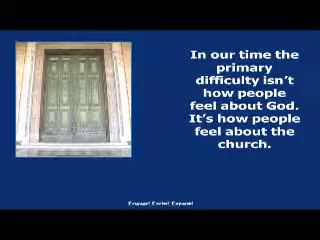 In our time the
primary
difficulty isn't
how people
feel about God.
It's how people
feel about the
church.
Engage! Excite! Expand!